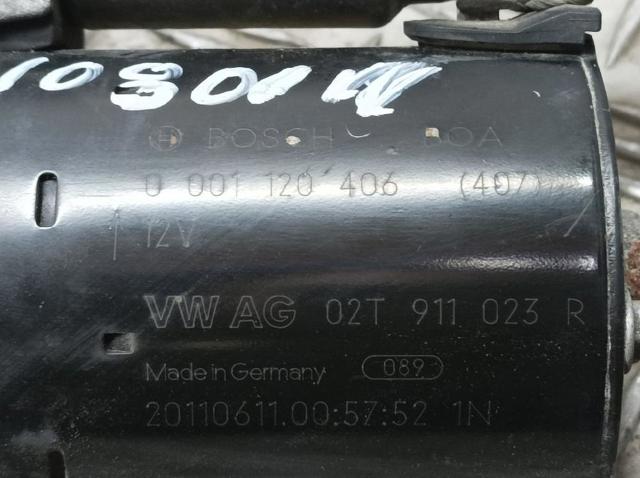 BOSCH BOA
0 001 120 406 (407)
12V
VW AG 02T 911 023 R
Made in Germany 089
20110611.00:57:52 1N